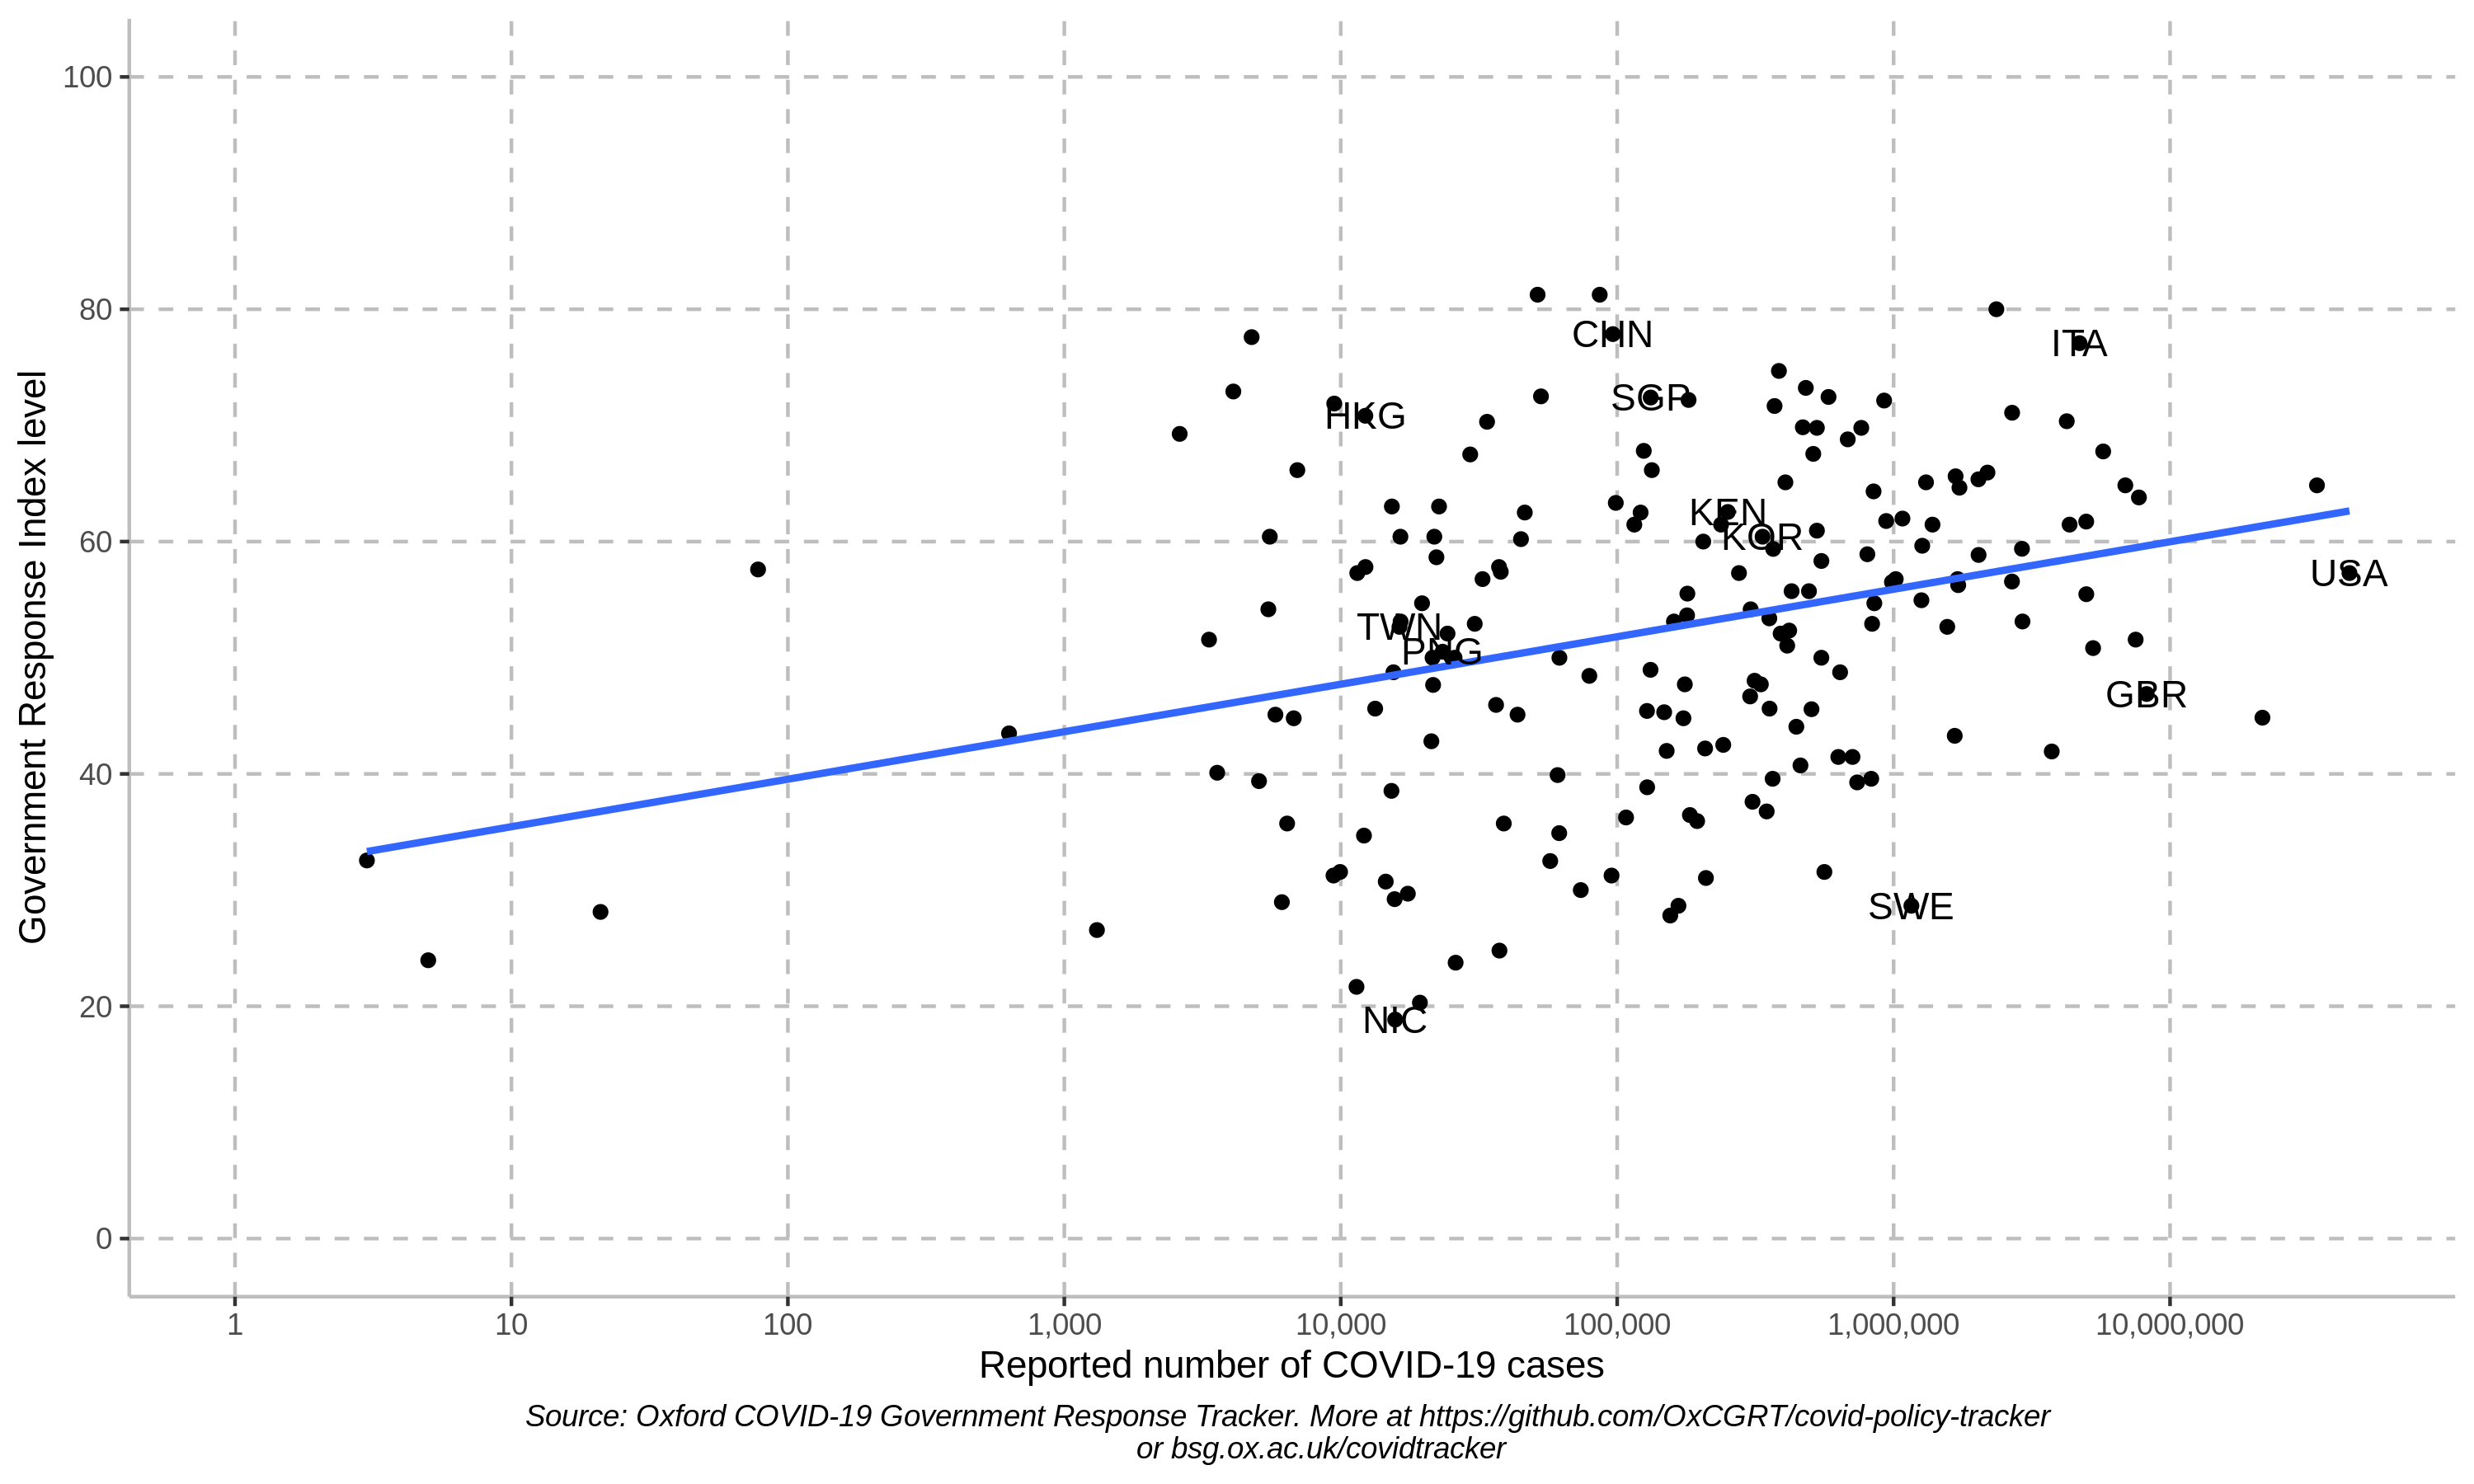 Government Response Index level
100
80
60
40
20
0
CHN
ITA
SGP
HKG
KEN
KOR
USA
TWN
PNG
GBR
SWE
NIC
1
10
100
1,000
10,000
100,000
1,000,000
10,000,000
Reported number of COVID-19 cases
Source: Oxford COVID-19 Government Response Tracker. More at https://github.com/OxCGRT/covid-policy-tracker
or bsg.ox.ac.uk/covidtracker